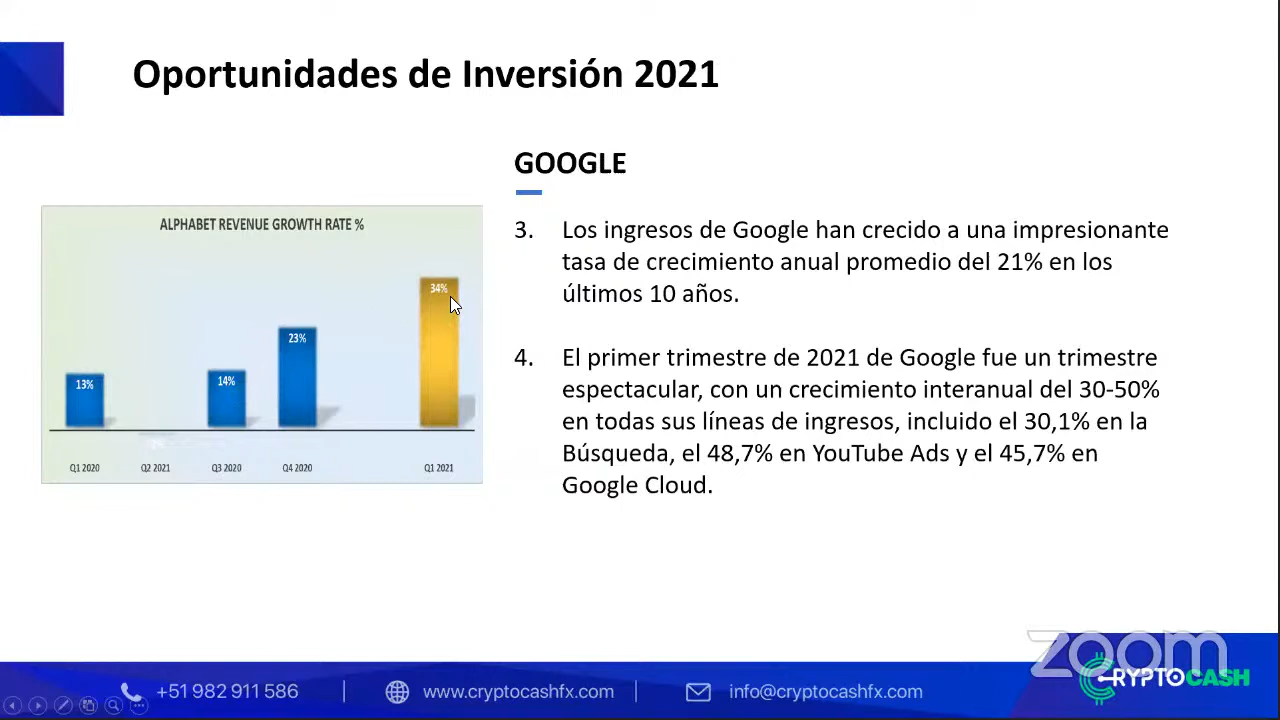 Oportunidades de Inversión 2021
GOOGLE
ALPHABET REVENUE GROWTH RATE %
13%
14%
23%
34%
Q1 2020
Q2 2021
Q3 2020
Q4 2020
Q1 2021
3. Los ingresos de Google han crecido a una impresionante
tasa de crecimiento anual promedio del 21% en los
últimos 10 años.
4. El primer trimestre de 2021 de Google fue un trimestre
espectacular, con un crecimiento interanual del 30-50%
en todas sus líneas de ingresos, incluido el 30,1% en la
Búsqueda, el 48,7% en YouTube Ads y el 45,7% en
Google Cloud.
zoom
+51 982 911 586
www.cryptocashfx.com
info@cryptocashfx.com
CRYPTOCASH